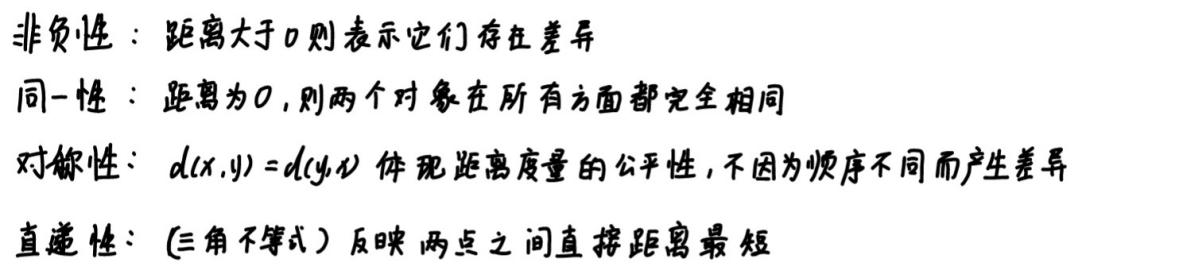 非负性：距离大于0则表示它们存在差异
同一性：距离为0，则两个对象在所有方面都完全相同
对称性：d(x,y)=d(y,x)体现距离度量的公平性，不因为顺序不同而产生差异
直递性：(三角不等式）反映两点之间直接距离最短